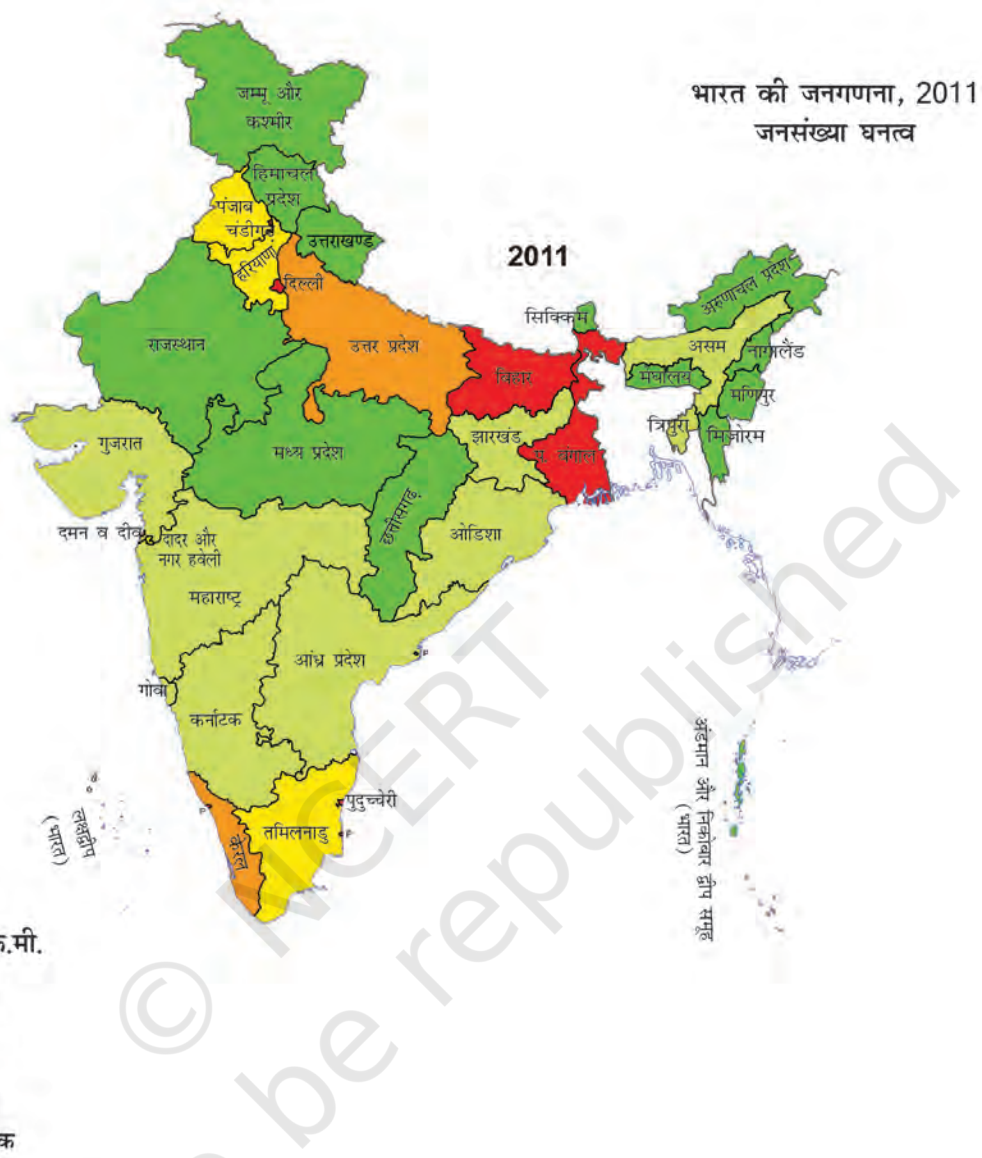 भारत की जनगणना, 2011
जनसंख्या घनत्व
2011
जम्मू और
कश्मीर
हिमाचल
प्रदेश
पंजाब
चंडीगढ़
उत्तराखण्ड
हरियाणा
दिल्ली
अरुणाचल प्रदेश
सिक्किम
राजस्थान
उत्तर प्रदेश
असम
नागालैंड
बिहार
मेघालय
मणिपुर
त्रिपुरा
मिज़ोरम
गुजरात
मध्य प्रदेश
झारखंड
प. बंगाल
छत्तीसगढ़
ओडिशा
दमन व दीव
दादर और
नगर हवेली
महाराष्ट्र
आंध्र प्रदेश
गोवा
कर्नाटक
पुदुच्चेरी
तमिलनाडु
केरल
लक्षद्वीप
(भारत)
अंडमान और निकोबार द्वीप समूह
(भारत)
.मी.
क
© NCERT
be republished